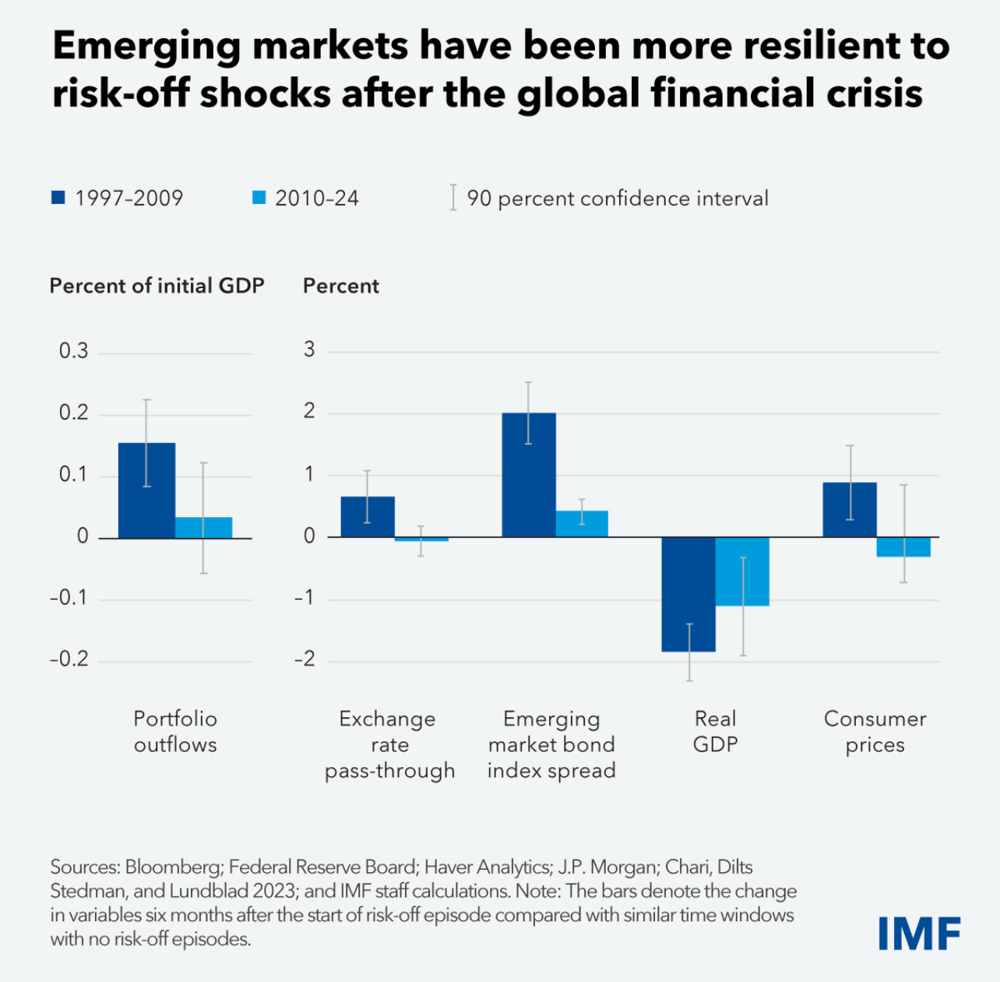 Emerging markets have been more resilient to
risk-off shocks after the global financial crisis
1997–2009
2010–24
90 percent confidence interval
Percent of initial GDP
Percent
0.3
0.2
0.1
0
–0.1
–0.2
3
2
1
0
–1
–2
Portfolio
outflows
Exchange
rate
pass-through
Emerging
market bond
index spread
Real
GDP
Consumer
prices
Sources: Bloomberg; Federal Reserve Board; Haver Analytics; J.P. Morgan; Chari, Dilts
Stedman, and Lundblad 2023; and IMF staff calculations. Note: The bars denote the change
in variables six months after the start of risk-off episode compared with similar time windows
with no risk-off episodes.
IMF